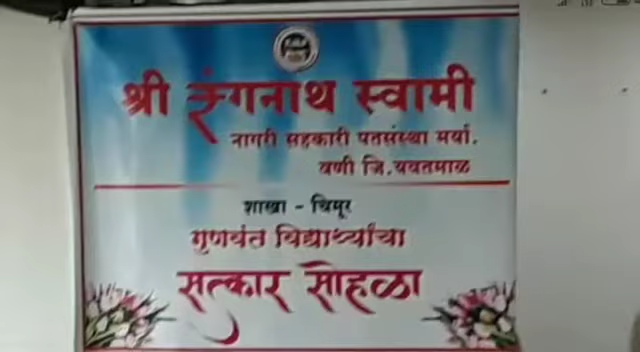 श्री रंगनाथ स्वामी
नागरी सहकारी पतसंस्था मर्या.
वणी जि.यवतमाळ
शाखा - चिमूर
गुणवंत विद्यार्थ्यांचा
सत्कार सोहळा